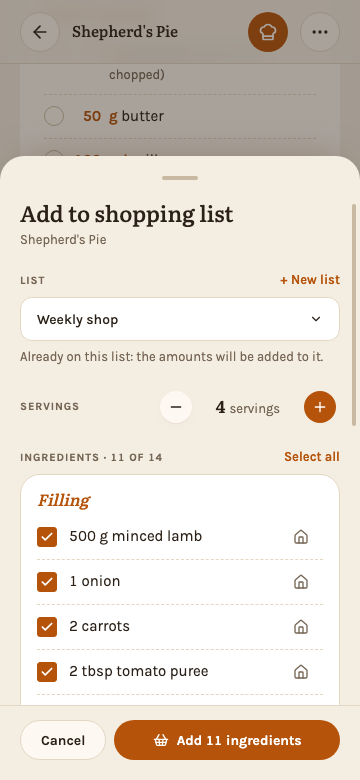 Shepherd's Pie
chopped)
50 g butter
Add to shopping list
Shepherd's Pie
LIST
+ New list
Weekly shop
Already on this list: the amounts will be added to it.
SERVINGS
4 servings
INGREDIENTS · 11 OF 14
Select all
Filling
500 g minced lamb
1 onion
2 carrots
2 tbsp tomato puree
Cancel
Add 11 ingredients